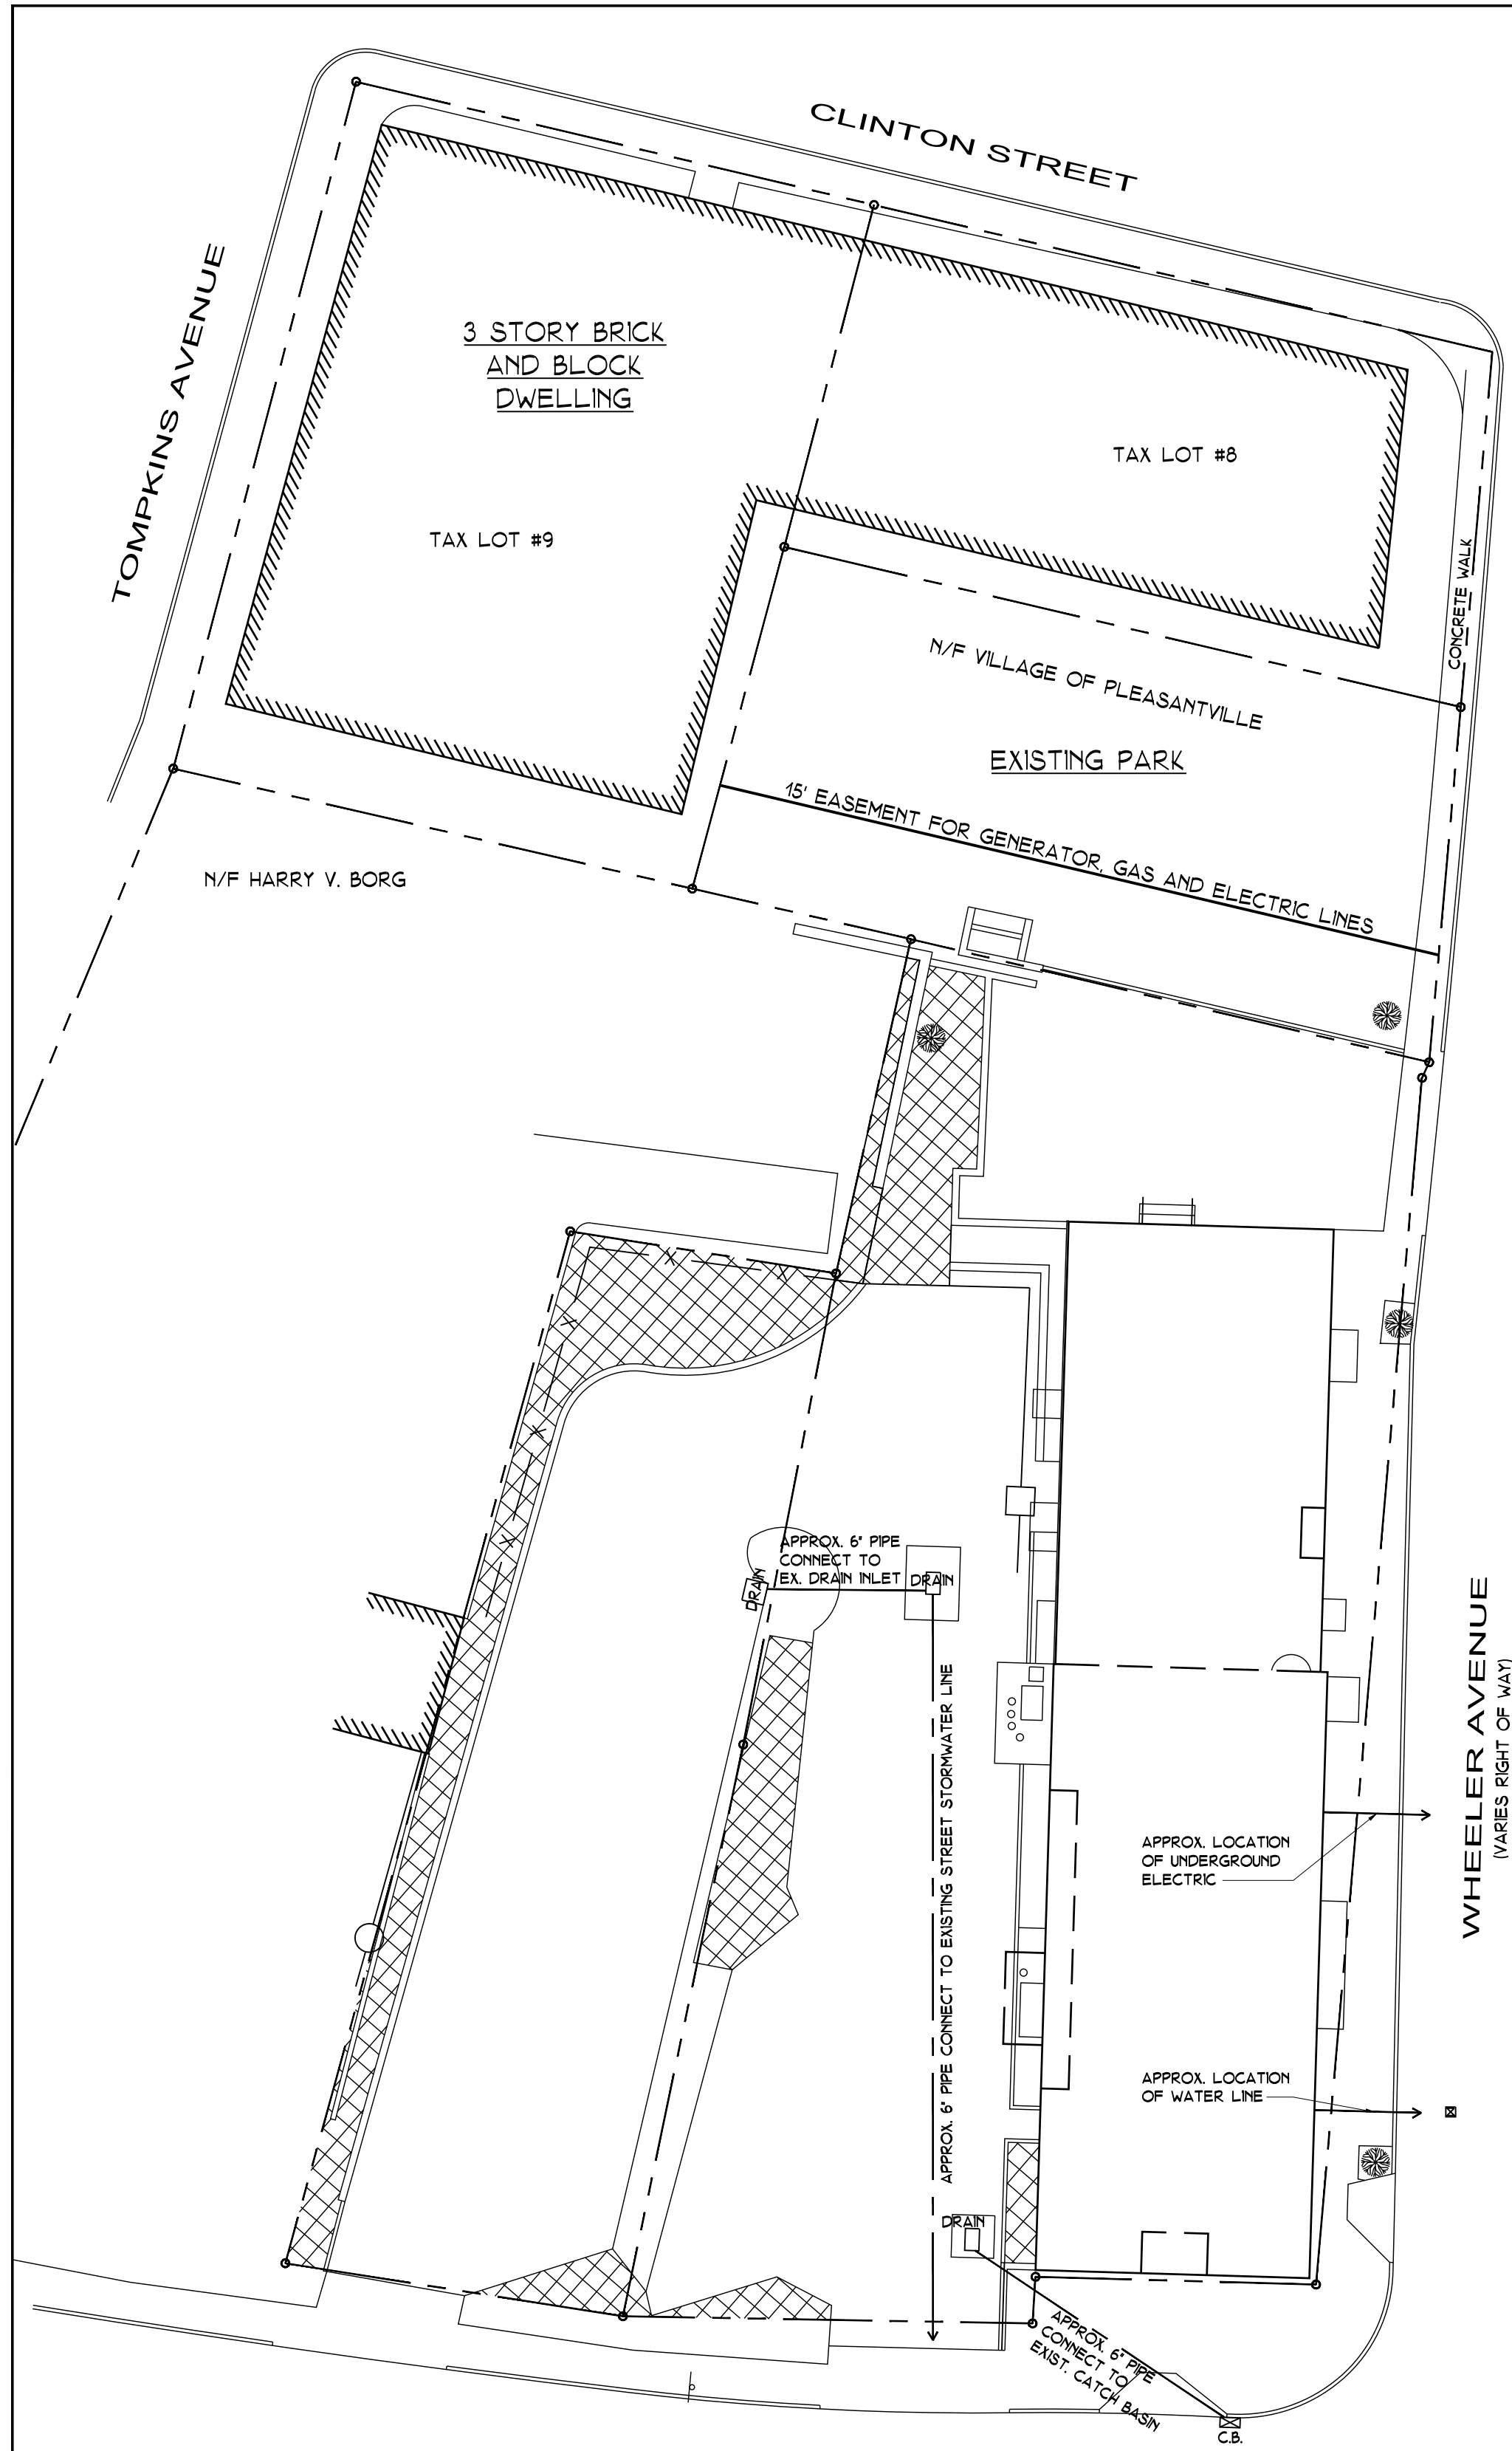 CLINTON STREET
TOMPKINS AVENUE
3 STORY BRICK
AND BLOCK
DWELLING
TAX LOT #8
TAX LOT #9
CONCRETE WALK
N/F VILLAGE OF PLEASANTVILLE
EXISTING PARK
15' EASEMENT FOR GENERATOR, GAS AND ELECTRIC LINES
N/F HARRY V. BORG
APPROX. 6" PIPE
CONNECT TO
EX. DRAIN INLET
DRAIN
DRAIN
APPROX. 6" PIPE CONNECT TO EXISTING STREET STORMWATER LINE
WHEELER AVENUE
(VARIES RIGHT OF WAY)
APPROX. LOCATION
OF UNDERGROUND
ELECTRIC
APPROX. LOCATION
OF WATER LINE
DRAIN
APPROX. 6" PIPE
CONNECT TO
EXIST. CATCH BASIN
C.B.